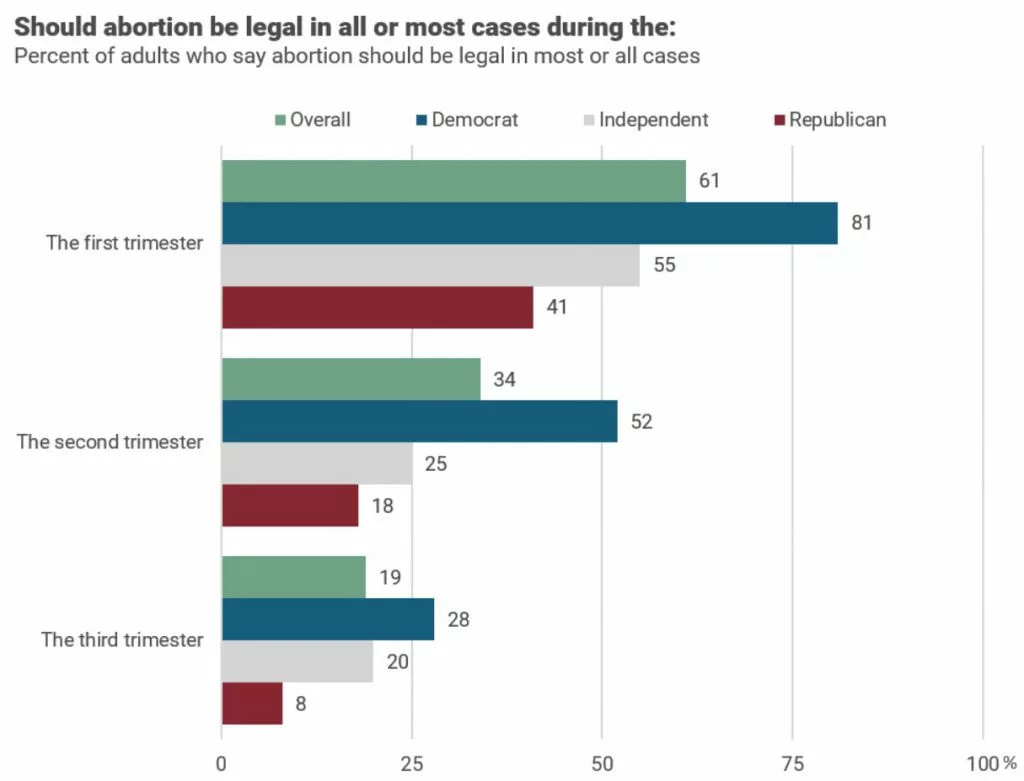 Should abortion be legal in all or most cases during the:
Percent of adults who say abortion should be legal in most or all cases
Overall Democrat Independent Republican
The first trimester
61
81
55
41
The second trimester
34
52
25
18
The third trimester
19
28
20
8
0 25 50 75 100 %